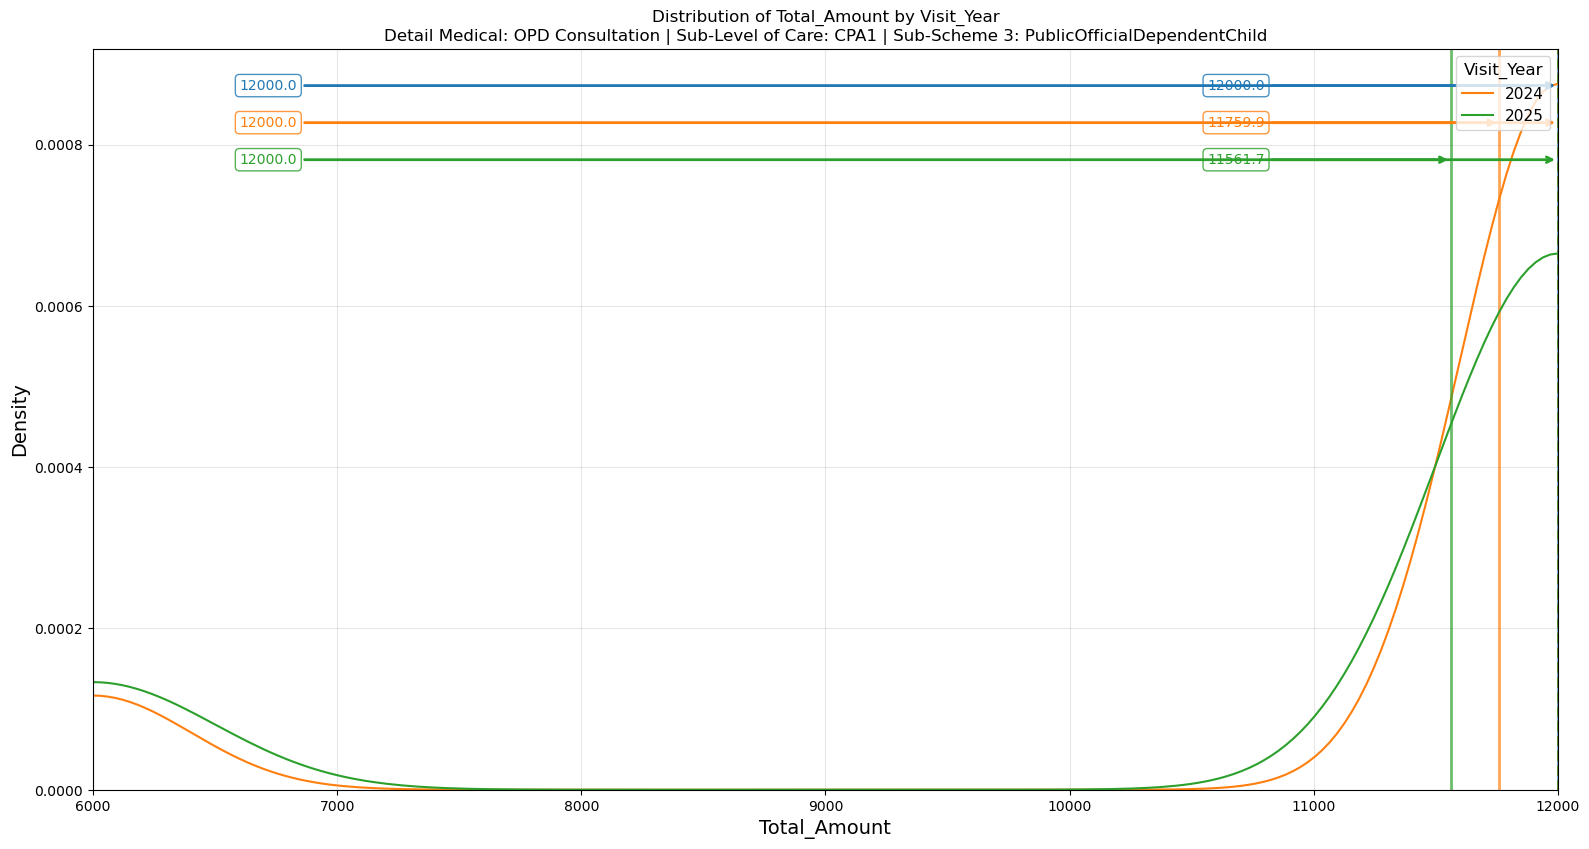 Distribution of Total_Amount by Visit_Year
Detail Medical: OPD Consultation | Sub-Level of Care: CPA1 | Sub-Scheme 3: PublicOfficialDependentChild
12000.0 12000.0
12000.0 11759.9
12000.0 11561.7
Visit_Year
2024
2025
Density
0.0008
0.0006
0.0004
0.0002
0.0000
6000 7000 8000 9000 10000 11000 12000
Total_Amount